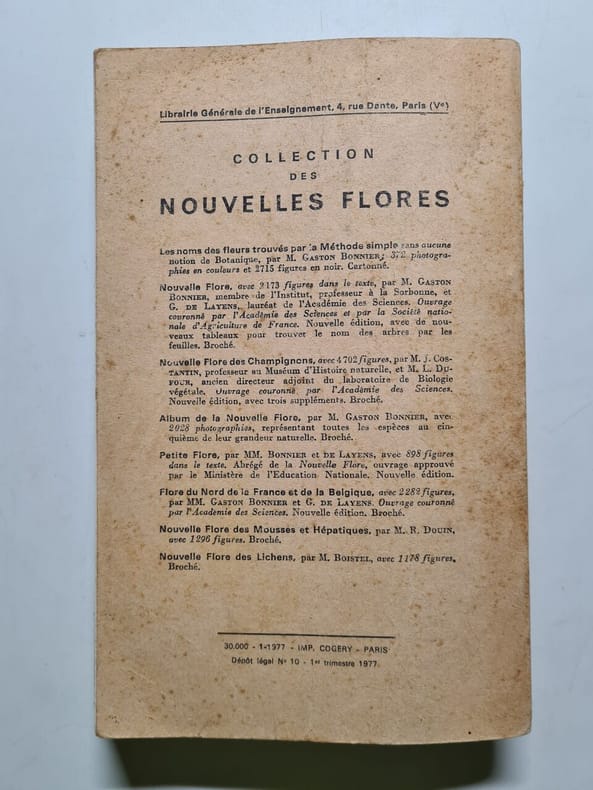 Librairie Générale de l'Enseignement, 4, rue Dante, Paris (Ve)
COLLECTION
DES
NOUVELLES FLORES
Les noms des fleurs trouvés par la Méthode simple sans aucune
notion de Botanique, par M. GASTON BONNIER; 372 photogra-
phies en couleurs et 2715 figures en noir. Cartonné.
Nouvelle Flore, avec 2173 figures dans le texte, par M. GASTON
BONNIER, membre de l'Institut, professeur à la Sorbonne, et
G. DE LAYENS, lauréat de l'Académie des Sciences. Ouvrage
couronné par l'Académie des Sciences et par la Société natio-
nale d'Agriculture de France. Nouvelle édition, avec de nou-
veaux tableaux pour trouver le nom des arbres par les
feuilles. Broché.
Nouvelle Flore des Champignons, avec 4702 figures, par M. J. COS-
TANTIN, professeur au Muséum d'Histoire naturelle, et M. L. DU-
FOUR, ancien directeur adjoint du laboratoire de Biologie
végétale. Ouvrage couronné par l'Académie des Sciences.
Nouvelle édition, avec trois suppléments. Broché.
Album de la Nouvelle Flore, par M. GASTON BONNIER, avec
2028 photographies, représentant toutes les espèces au cin-
quième de leur grandeur naturelle. Broché.
Petite Flore, par MM. BONNIER et DE LAYENS, avec 898 figures
dans le texte. Abrégé de la Nouvelle Flore, ouvrage approuvé
par le Ministère de l'Education Nationale. Nouvelle édition.
Flore du Nord de la France et de la Belgique, avec 2282 figures,
par MM. GASTON BONNIER et G. DE LAYENS. Ouvrage couronné
par l'Académie des Sciences. Nouvelle édition. Broché.
Nouvelle Flore des Mousses et Hépatiques, par M. R. DOUIN,
avec 1296 figures. Broché.
Nouvelle Flore des Lichens, par M. BOISTEL, avec 1178 figures.
Broché.
30.000 - 1-1977 - IMP. COGERY - PARIS
Dépôt légal N° 10 - 1er trimestre 1977